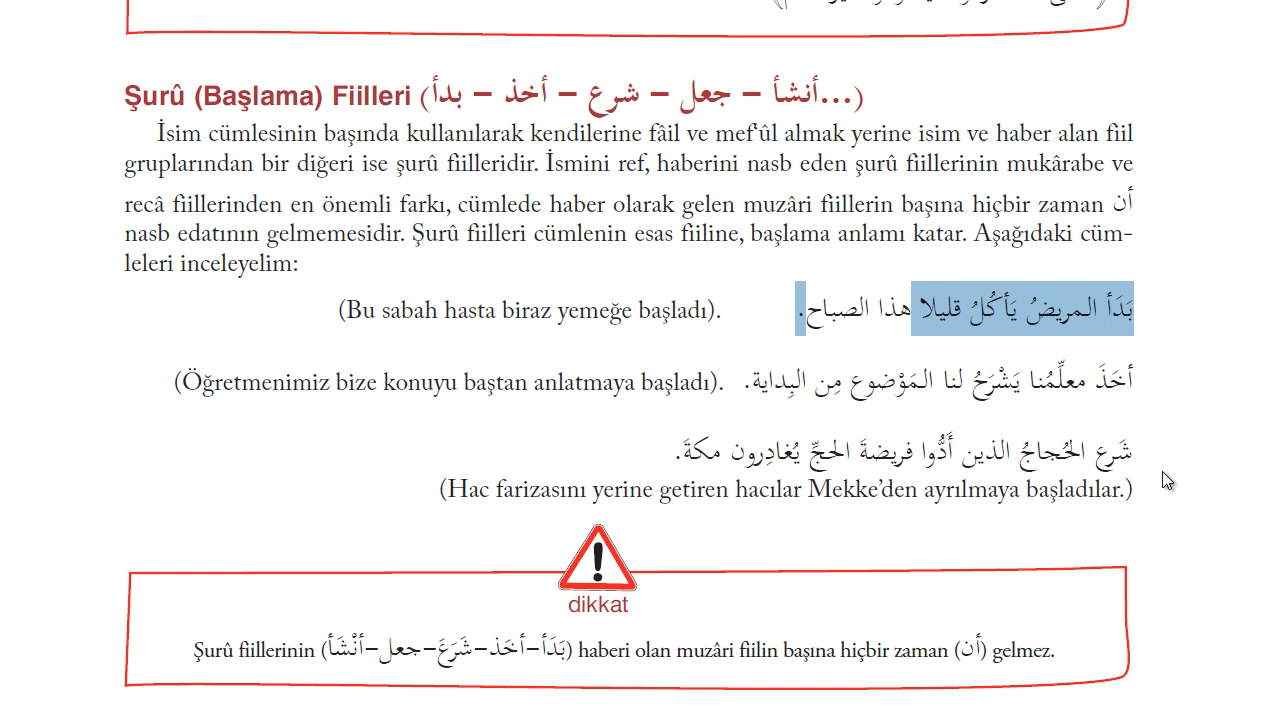 Şurû (Başlama) Fiilleri (أنشأ – جعل – شرع – أخذ – بدأ...)
İsim cümlesinin başında kullanılarak kendilerine fâil ve mef‘ûl almak yerine isim ve haber alan fiil
gruplarından bir diğeri ise şurû fiilleridir. İsmini ref, haberini nasb eden şurû fiillerinin mukârabe ve
recâ fiillerinden en önemli farkı, cümlede haber olarak gelen muzâri fiillerin başına hiçbir zaman أن
nasb edatının gelmemesidir. Şurû fiilleri cümlenin esas fiiline, başlama anlamı katar. Aşağıdaki cüm-
leleri inceleyelim:
بَدَأ المريضُ يَأكُلُ قليلا هذا الصباح. (Bu sabah hasta biraz yemeğe başladı).
أخَذَ معلِّمُنا يَشْرَحُ لنا المَوْضوع مِن البِداية. (Öğretmenimiz bize konuyu baştan anlatmaya başladı).
شَرع الحُجاجُ الذين أَدُّوا فريضةَ الحجِّ يُغادِرون مكةَ.
(Hac farizasını yerine getiren hacılar Mekke’den ayrılmaya başladılar.)
dikkat
Şurû fiillerinin (بَدَأ–أخَذ–شَرَعَ–جعل–أنْشَأ) haberi olan muzâri fiilin başına hiçbir zaman (أن) gelmez.